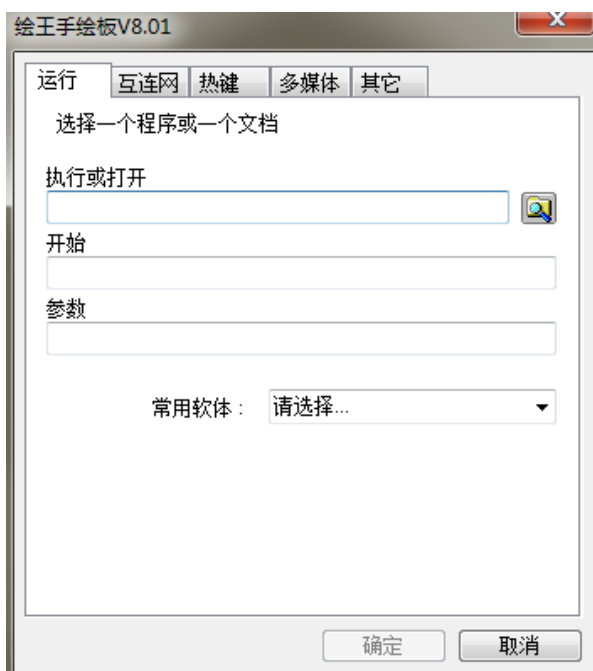 绘王手绘板V8.01
运行 互连网 热键 多媒体 其它
选择一个程序或一个文档
执行或打开
开始
参数
常用软体： 请选择...
确定 取消